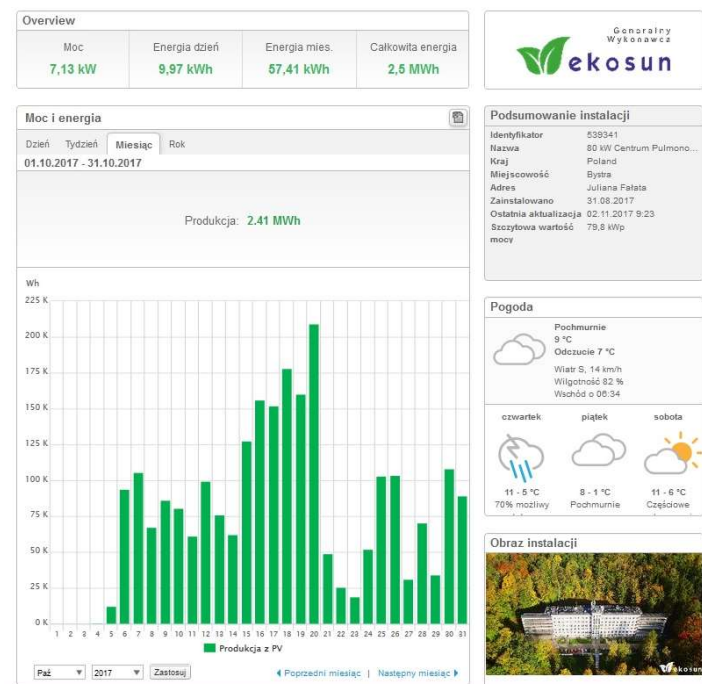 Overview
Moc
Energia dzień
Energia mies.
Całkowita energia
7,13 kW
9,97 kWh
57,41 kWh
2,5 MWh
Generalny
Wykonawca
ekosun
Moc i energia
Dzień Tydzień Miesiąc Rok
01.10.2017 - 31.10.2017
Produkcja: 2.41 MWh
Wh
225 K
200 K
175 K
150 K
125 K
100 K
75 K
50 K
25 K
0 K
1 2 3 4 5 6 7 8 9 10 11 12 13 14 15 16 17 18 19 20 21 22 23 24 25 26 27 28 29 30 31
Produkcja z PV
Paź 2017 Zastosuj
Poprzedni miesiąc | Następny miesiąc
Podsumowanie instalacji
Identyfikator 539341
Nazwa 80 kW Centrum Pulmono...
Kraj Poland
Miejscowość Bystra
Adres Juliana Fałata
Zainstalowano 31.08.2017
Ostatnia aktualizacja 02.11.2017 9:23
Szczytowa wartość 79,8 kWp
mocy
Pogoda
Pochmurnie
9 °C
Odczucie 7 °C
Wiatr S, 14 km/h
Wilgotność 82 %
Wschód o 06:34
czwartek piątek sobota
11 - 5 °C 8 - 1 °C 11 - 6 °C
70% możliwy Pochmurnie Częściowe
Obraz instalacji
ekosun